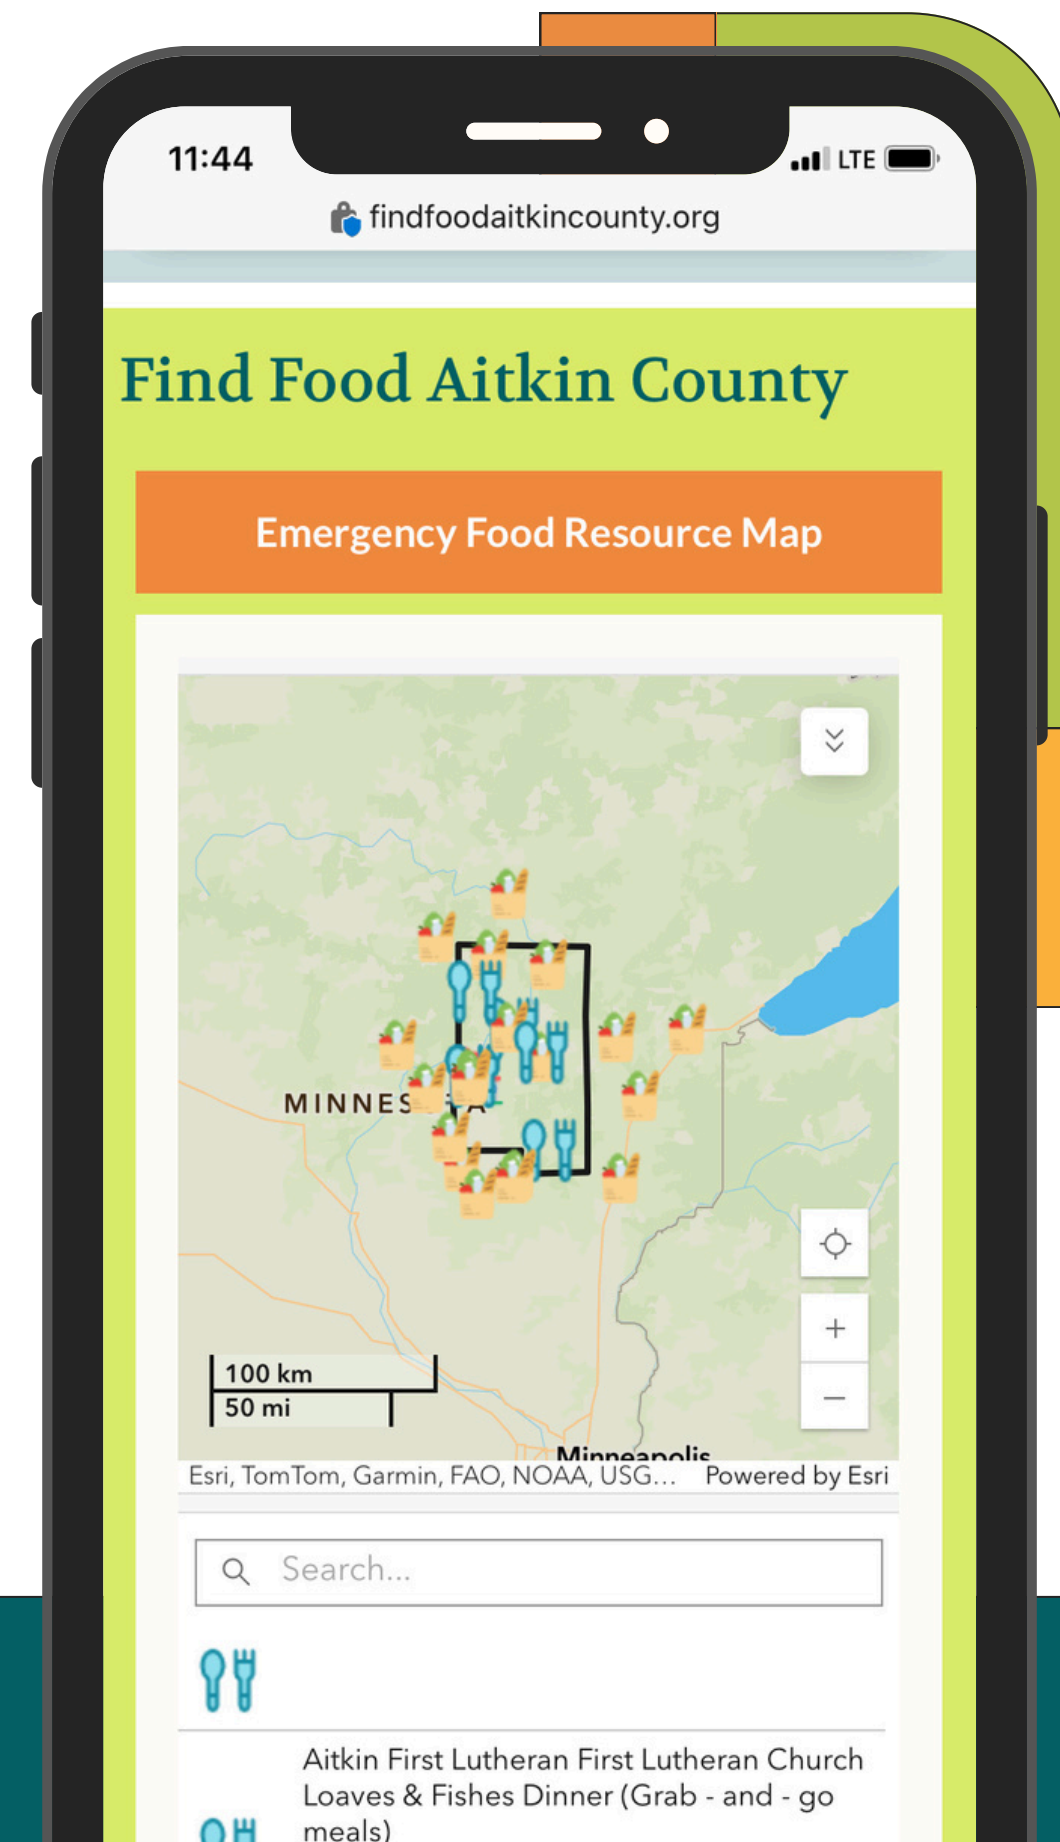 11:44
LTE
findfoodaitkincounty.org
Find Food Aitkin County
Emergency Food Resource Map
100 km
50 mi
Minneapolis
Esri, TomTom, Garmin, FAO, NOAA, USG...
Powered by Esri
Search...
Aitkin First Lutheran First Lutheran Church
Loaves & Fishes Dinner (Grab - and - go
meals)